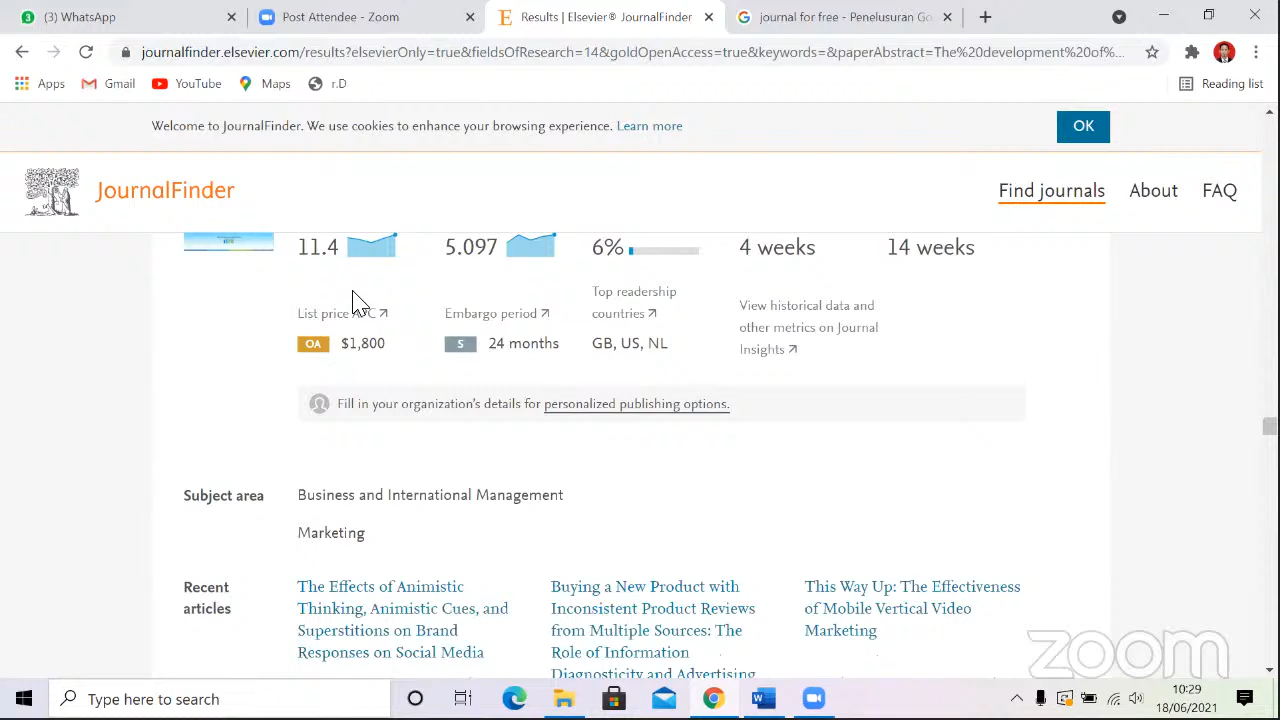 (3) WhatsApp
Post Attendee - Zoom
Results | Elsevier® JournalFinder
journal for free - Penelusuran G
journalfinder.elsevier.com/results?elsevierOnly=true&fieldsOfResearch=14&goldOpenAccess=true&keywords=&paperAbstract=The%20development%20of%...
Apps
Gmail
YouTube
Maps
r.D
Reading list
Welcome to JournalFinder. We use cookies to enhance your browsing experience. Learn more
OK
JournalFinder
Find journals
About
FAQ
11.4
5.097
6%
4 weeks
14 weeks
List price
Embargo period
Top readership
countries
View historical data and
other metrics on Journal
Insights
OA $1,800
S 24 months
GB, US, NL
Fill in your organization's details for personalized publishing options.
Subject area
Business and International Management
Marketing
Recent
articles
The Effects of Animistic
Thinking, Animistic Cues, and
Superstitions on Brand
Responses on Social Media
Buying a New Product with
Inconsistent Product Reviews
from Multiple Sources: The
Role of Information
Diagnosticity and Advertising
This Way Up: The Effectiveness
of Mobile Vertical Video
Marketing
zoom
Type here to search
10:29
18/06/2021